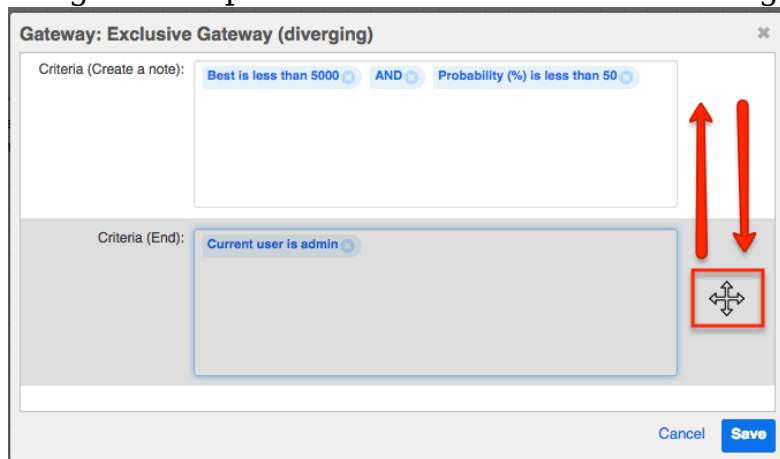 Gateway: Exclusive Gateway (diverging)
Criteria (Create a note):
Best is less than 5000 AND Probability (%) is less than 50
Criteria (End):
Current user is admin
Cancel Save